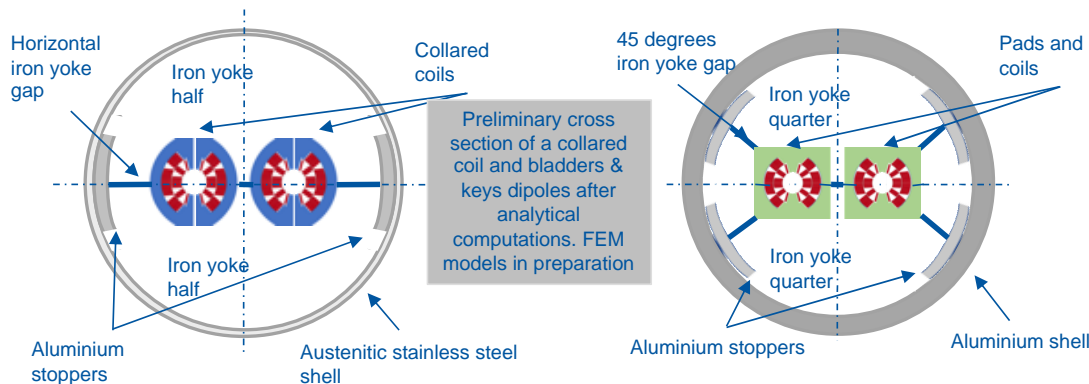 Horizontal
iron yoke
gap
Iron yoke
half
Collared
coils
Iron yoke
half
Aluminium
stoppers
Austenitic stainless steel
shell
Preliminary cross
section of a collared
coil and bladders &
keys dipoles after
analytical
computations. FEM
models in preparation
45 degrees
iron yoke gap
Iron yoke
quarter
Pads and
coils
Iron yoke
quarter
Aluminium stoppers
Aluminium shell